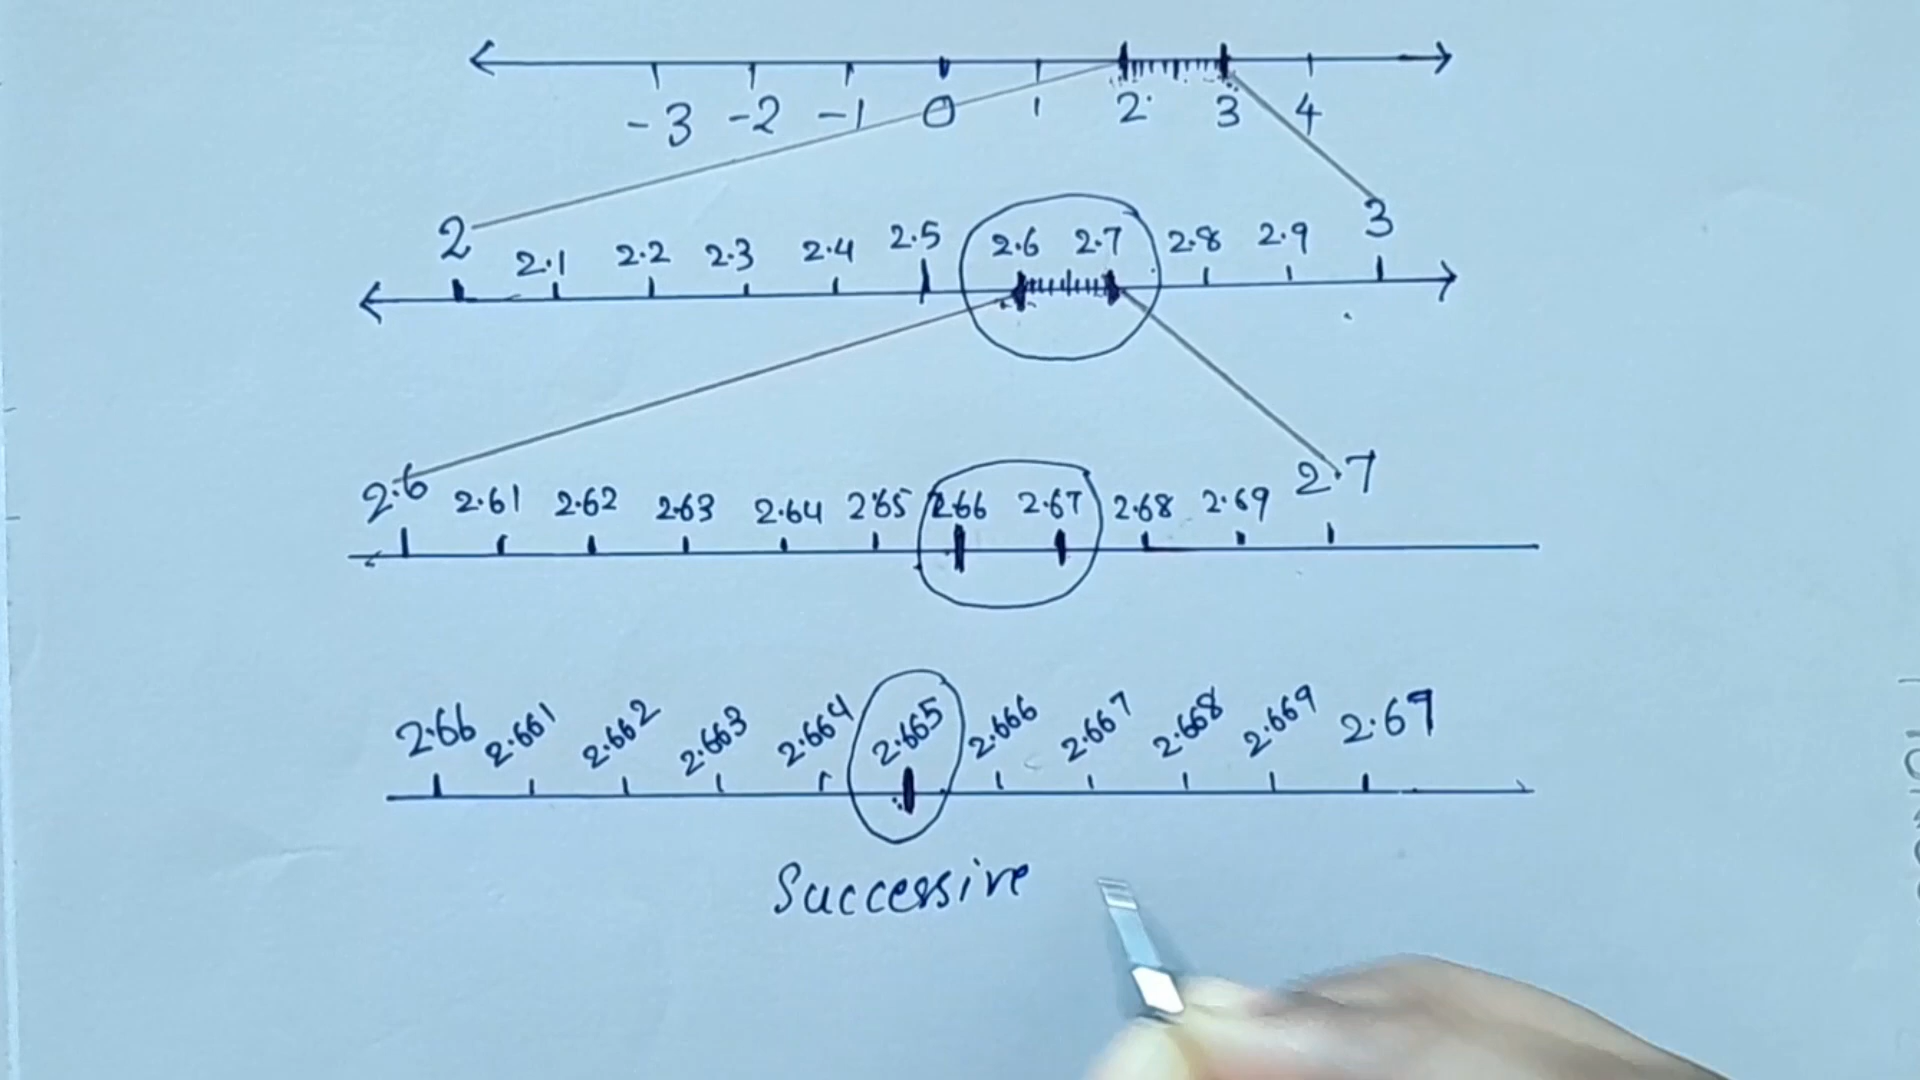 -3 -2 -1 0 1 2 3 4
2 2.1 2.2 2.3 2.4 2.5 2.6 2.7 2.8 2.9 3
2.6 2.61 2.62 2.63 2.64 2.65 2.66 2.67 2.68 2.69 2.7
2.66 2.661 2.662 2.663 2.664 2.665 2.666 2.667 2.668 2.669 2.67
Successive